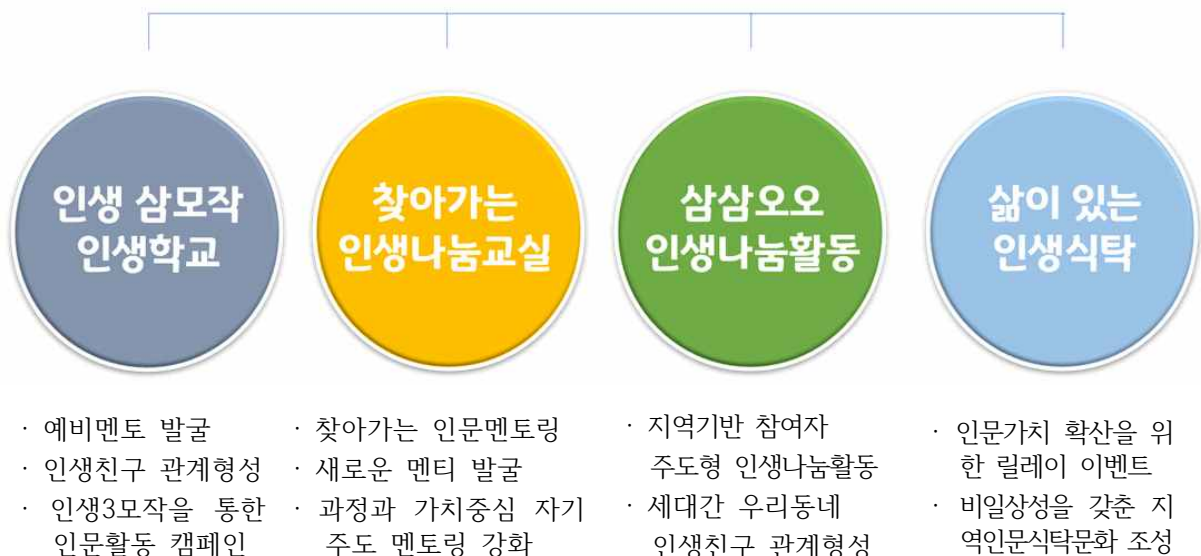 인생 삼모작
인생학교
찾아가는
인생나눔교실
삼삼오오
인생나눔활동
삶이 있는
인생식탁
· 예비멘토 발굴
· 인생친구 관계형성
· 인생3모작을 통한
인문활동 캠페인
· 찾아가는 인문멘토링
· 새로운 멘티 발굴
· 과정과 가치중심 자기
주도 멘토링 강화
· 지역기반 참여자
주도형 인생나눔활동
· 세대간 우리동네
인생친구 관계형성
· 인문가치 확산을 위
한 릴레이 이벤트
· 비일상성을 갖춘 지
역인문식탁문화 조성